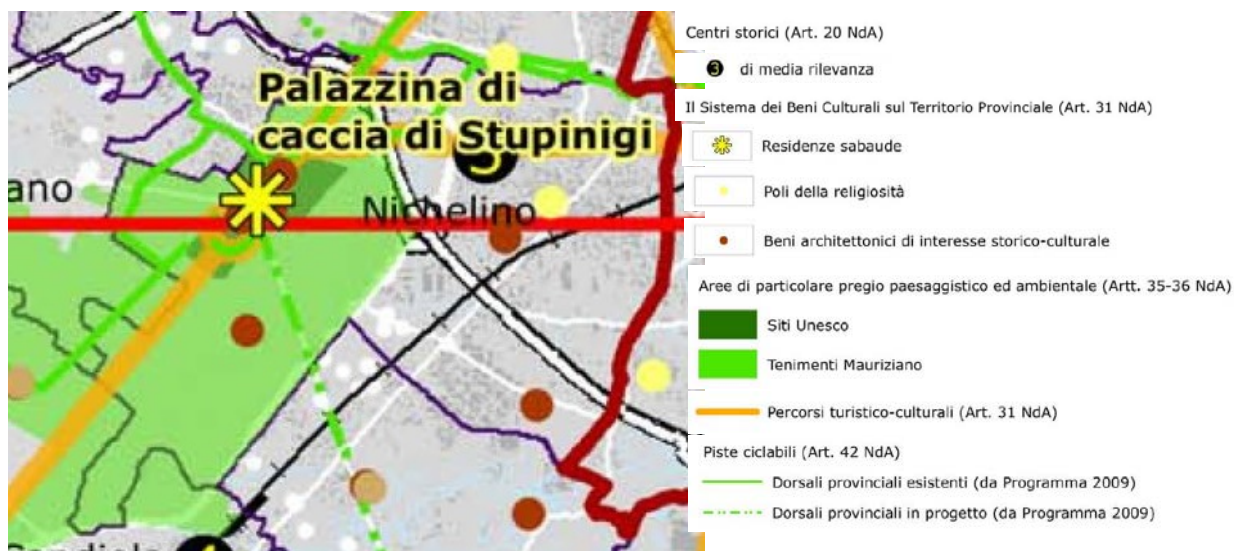 Palazzina di
caccia di Stupinigi
3
ano
Nichelino
Centri storici (Art. 20 NdA)
3 di media rilevanza
Il Sistema dei Beni Culturali sul Territorio Provinciale (Art. 31 NdA)
Residenze sabaude
Poli della religiosità
Beni architettonici di interesse storico-culturale
Aree di particolare pregio paesaggistico ed ambientale (Artt. 35-36 NdA)
Siti Unesco
Tenimenti Mauriziano
Percorsi turistico-culturali (Art. 31 NdA)
Piste ciclabili (Art. 42 NdA)
Dorsali provinciali esistenti (da Programma 2009)
Dorsali provinciali in progetto (da Programma 2009)